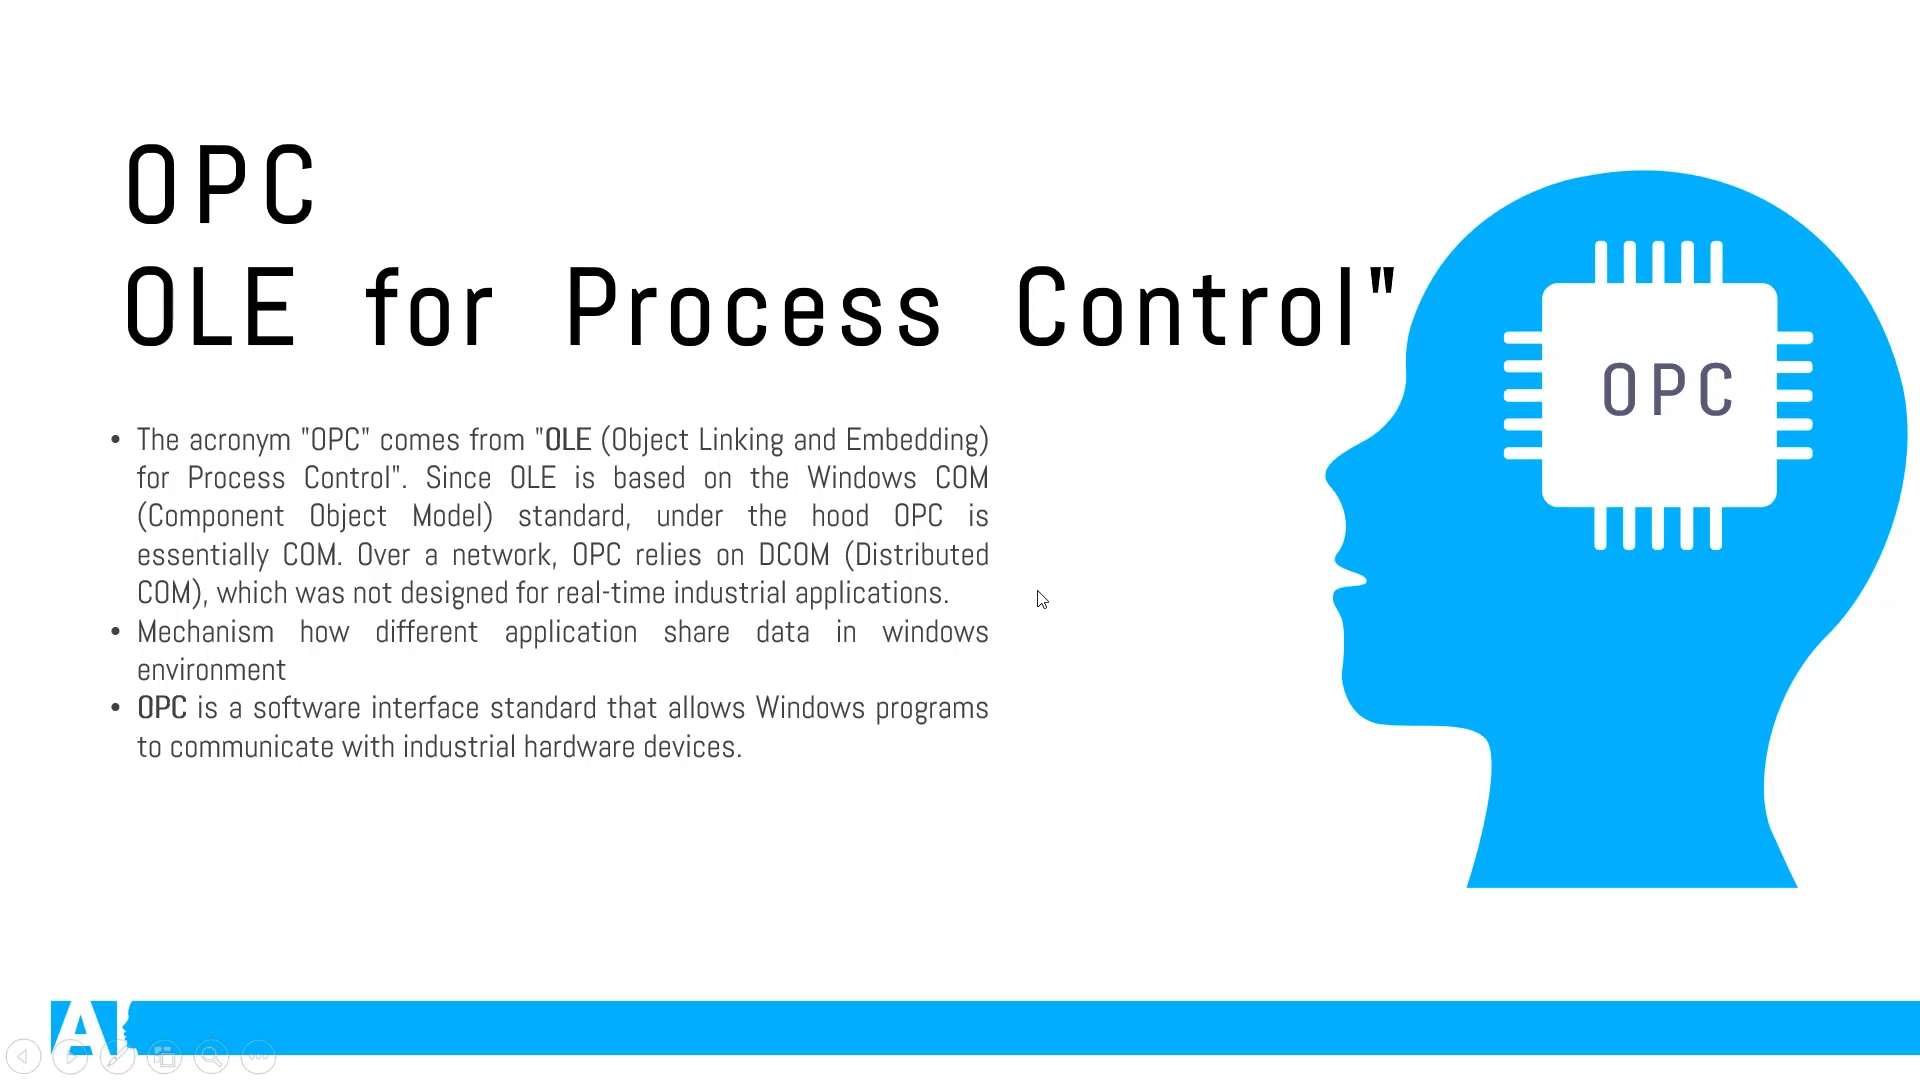 OPC
OLE for Process Control"
OPC
• The acronym "OPC" comes from "OLE (Object Linking and Embedding)
for Process Control". Since OLE is based on the Windows COM
(Component Object Model) standard, under the hood OPC is
essentially COM. Over a network, OPC relies on DCOM (Distributed
COM), which was not designed for real-time industrial applications.
• Mechanism how different application share data in windows
environment
• OPC is a software interface standard that allows Windows programs
to communicate with industrial hardware devices.
AI